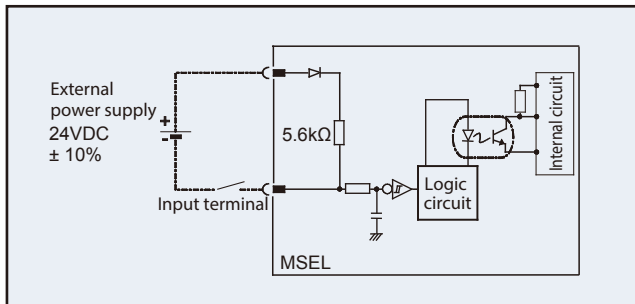 External
power supply
24VDC
± 10%
+
-
5.6kΩ
Input terminal
Logic
circuit
Internal circuit
MSEL